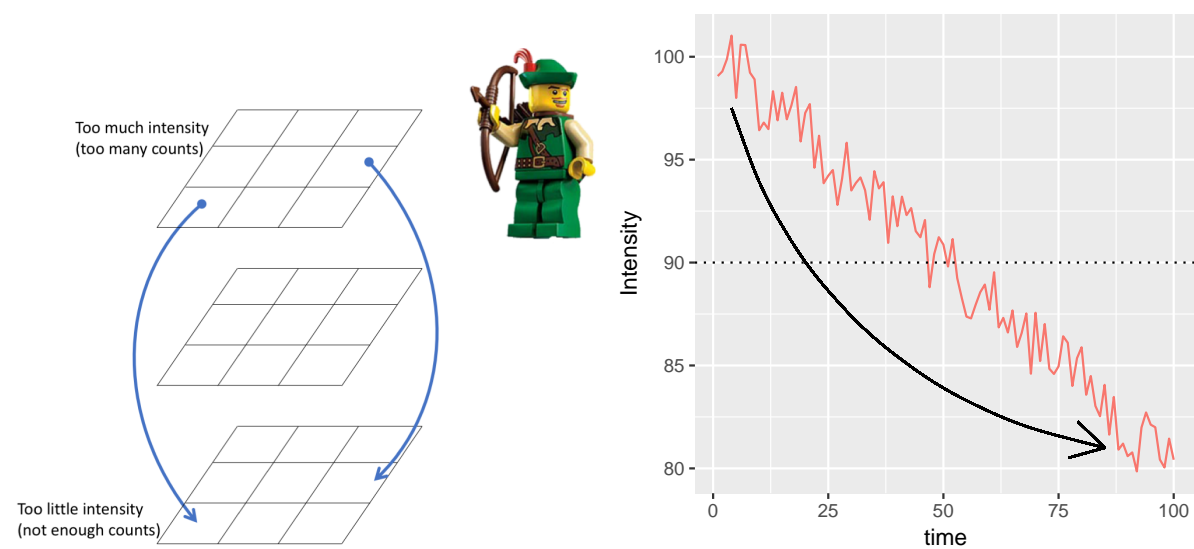 Too much intensity
(too many counts)
Too little intensity
(not enough counts)
Intensity
100
95
90
85
80
0
25
50
75
100
time